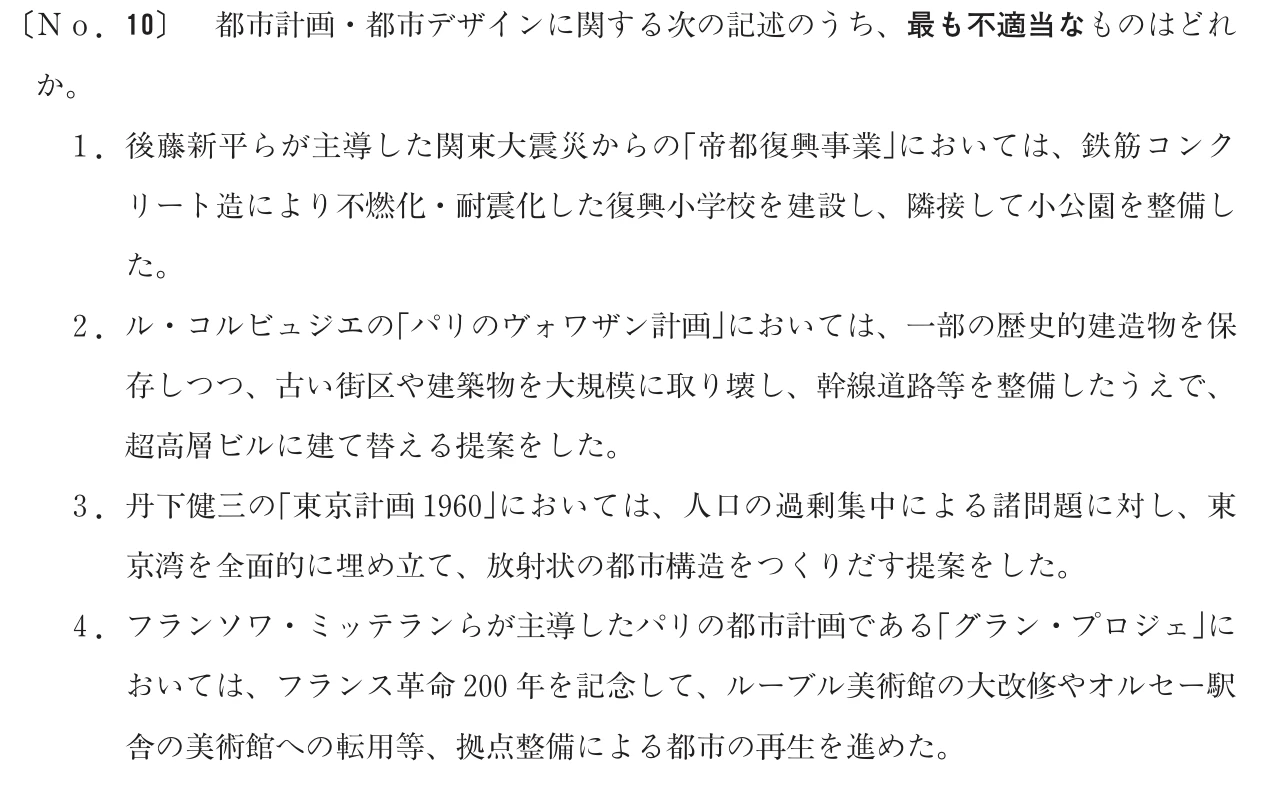 〔Ｎｏ．10〕　都市計画・都市デザインに関する次の記述のうち、最も不適当なものはどれ
か。
１．後藤新平らが主導した関東大震災からの｢帝都復興事業｣においては、鉄筋コンク
リート造により不燃化・耐震化した復興小学校を建設し、隣接して小公園を整備し
た。
２．ル・コルビュジエの｢パリのヴォワザン計画｣においては、一部の歴史的建造物を保
存しつつ、古い街区や建築物を大規模に取り壊し、幹線道路等を整備したうえで、
超高層ビルに建て替える提案をした。
３．丹下健三の｢東京計画 1960｣においては、人口の過剰集中による諸問題に対し、東
京湾を全面的に埋め立て、放射状の都市構造をつくりだす提案をした。
４．フランソワ・ミッテランらが主導したパリの都市計画である｢グラン・プロジェ｣に
おいては、フランス革命 200 年を記念して、ルーブル美術館の大改修やオルセー駅
舎の美術館への転用等、拠点整備による都市の再生を進めた。